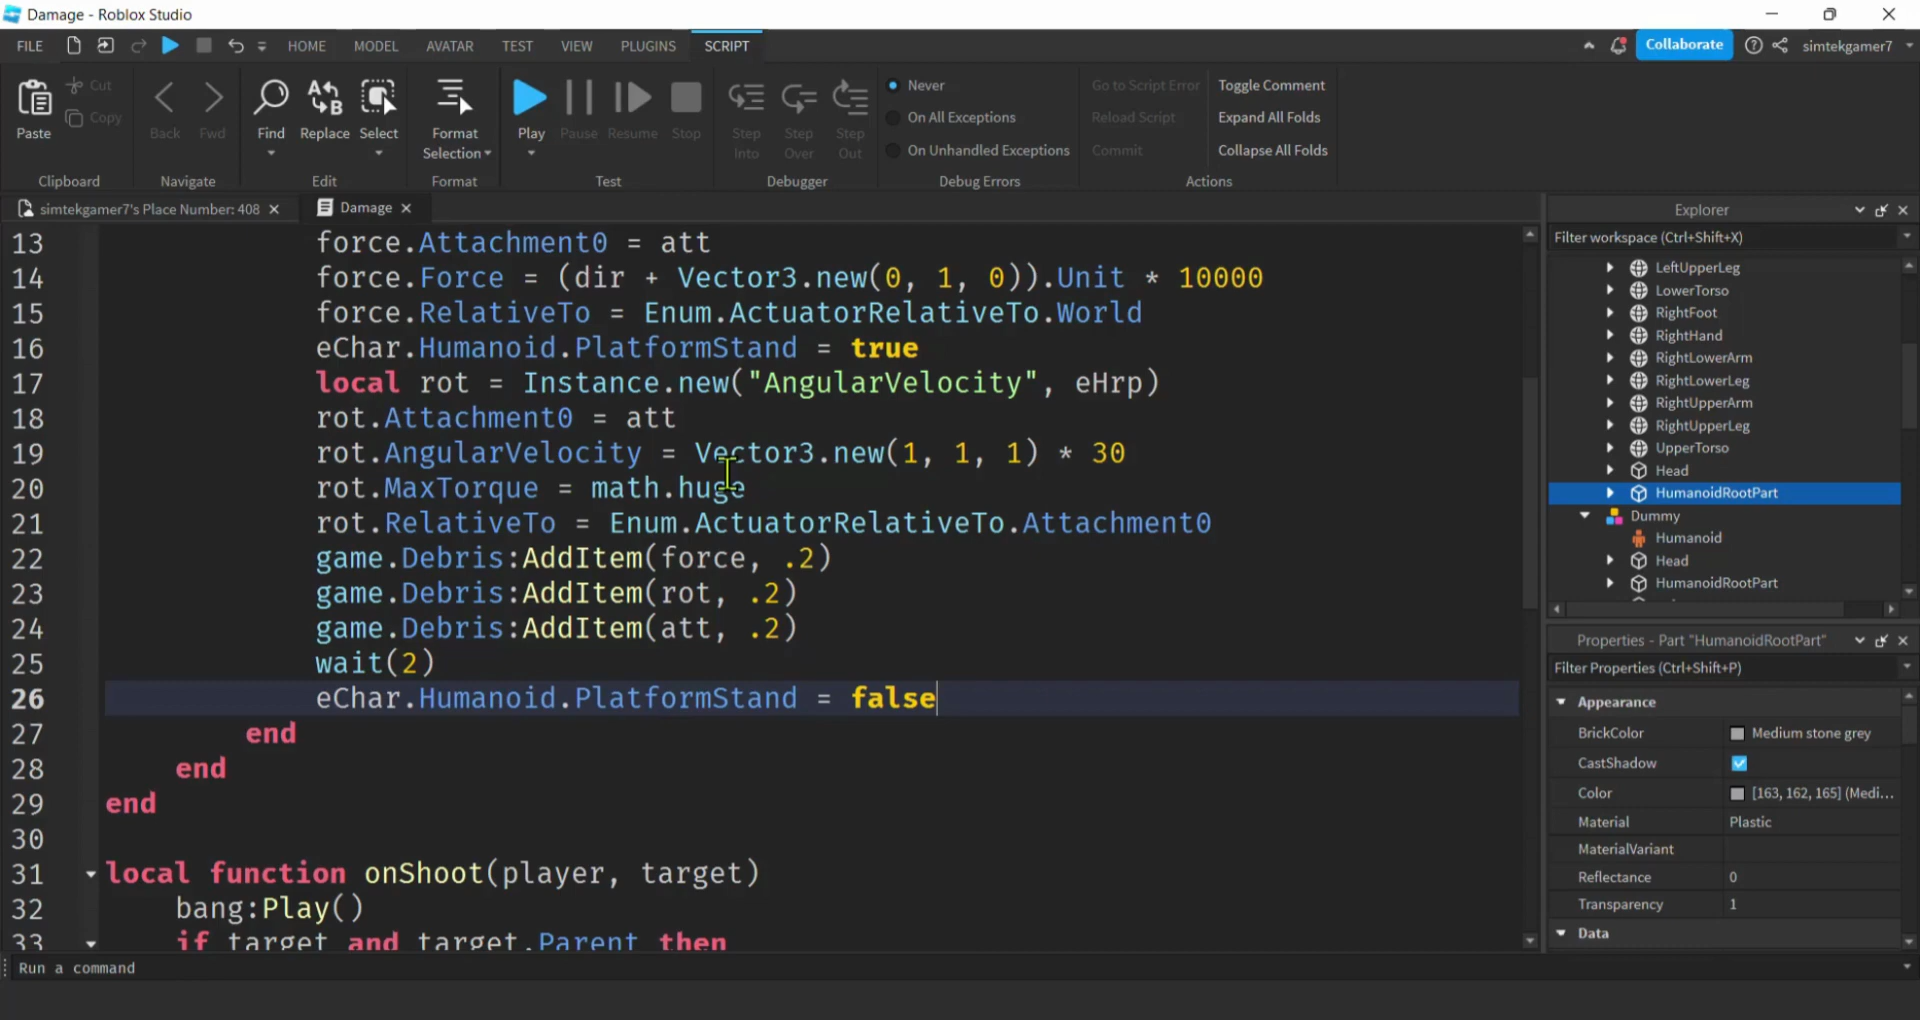 Damage - Roblox Studio
FILE HOME MODEL AVATAR TEST VIEW PLUGINS SCRIPT Collaborate simtekgamer7
Paste Cut Copy
Clipboard
Back Fwd
Navigate
Find Replace Select
Edit
Format Selection
Format
Play Pause Resume Stop
Test
Step Into Step Over Step Out
Debugger
Never
On All Exceptions
On Unhandled Exceptions
Debug Errors
Go to Script Error Toggle Comment
Reload Script Expand All Folds
Commit Collapse All Folds
Actions
simtekgamer7's Place Number: 408 Damage
13 force.Attachment0 = att
14 force.Force = (dir + Vector3.new(0, 1, 0)).Unit * 10000
15 force.RelativeTo = Enum.ActuatorRelativeTo.World
16 eChar.Humanoid.PlatformStand = true
17 local rot = Instance.new("AngularVelocity", eHrp)
18 rot.Attachment0 = att
19 rot.AngularVelocity = Vector3.new(1, 1, 1) * 30
20 rot.MaxTorque = math.huge
21 rot.RelativeTo = Enum.ActuatorRelativeTo.Attachment0
22 game.Debris:AddItem(force, .2)
23 game.Debris:AddItem(rot, .2)
24 game.Debris:AddItem(att, .2)
25 wait(2)
26 eChar.Humanoid.PlatformStand = false
27 end
28 end
29 end
30
31 local function onShoot(player, target)
32 bang:Play()
33 if target and target.Parent then
Run a command
Explorer
Filter workspace (Ctrl+Shift+X)
LeftUpperLeg
LowerTorso
RightFoot
RightHand
RightLowerArm
RightLowerLeg
RightUpperArm
RightUpperLeg
UpperTorso
Head
HumanoidRootPart
Dummy
Humanoid
Head
HumanoidRootPart
Properties - Part "HumanoidRootPart"
Filter Properties (Ctrl+Shift+P)
Appearance
BrickColor Medium stone grey
CastShadow
Color [163, 162, 165] (Medi...
Material Plastic
MaterialVariant
Reflectance 0
Transparency 1
Data